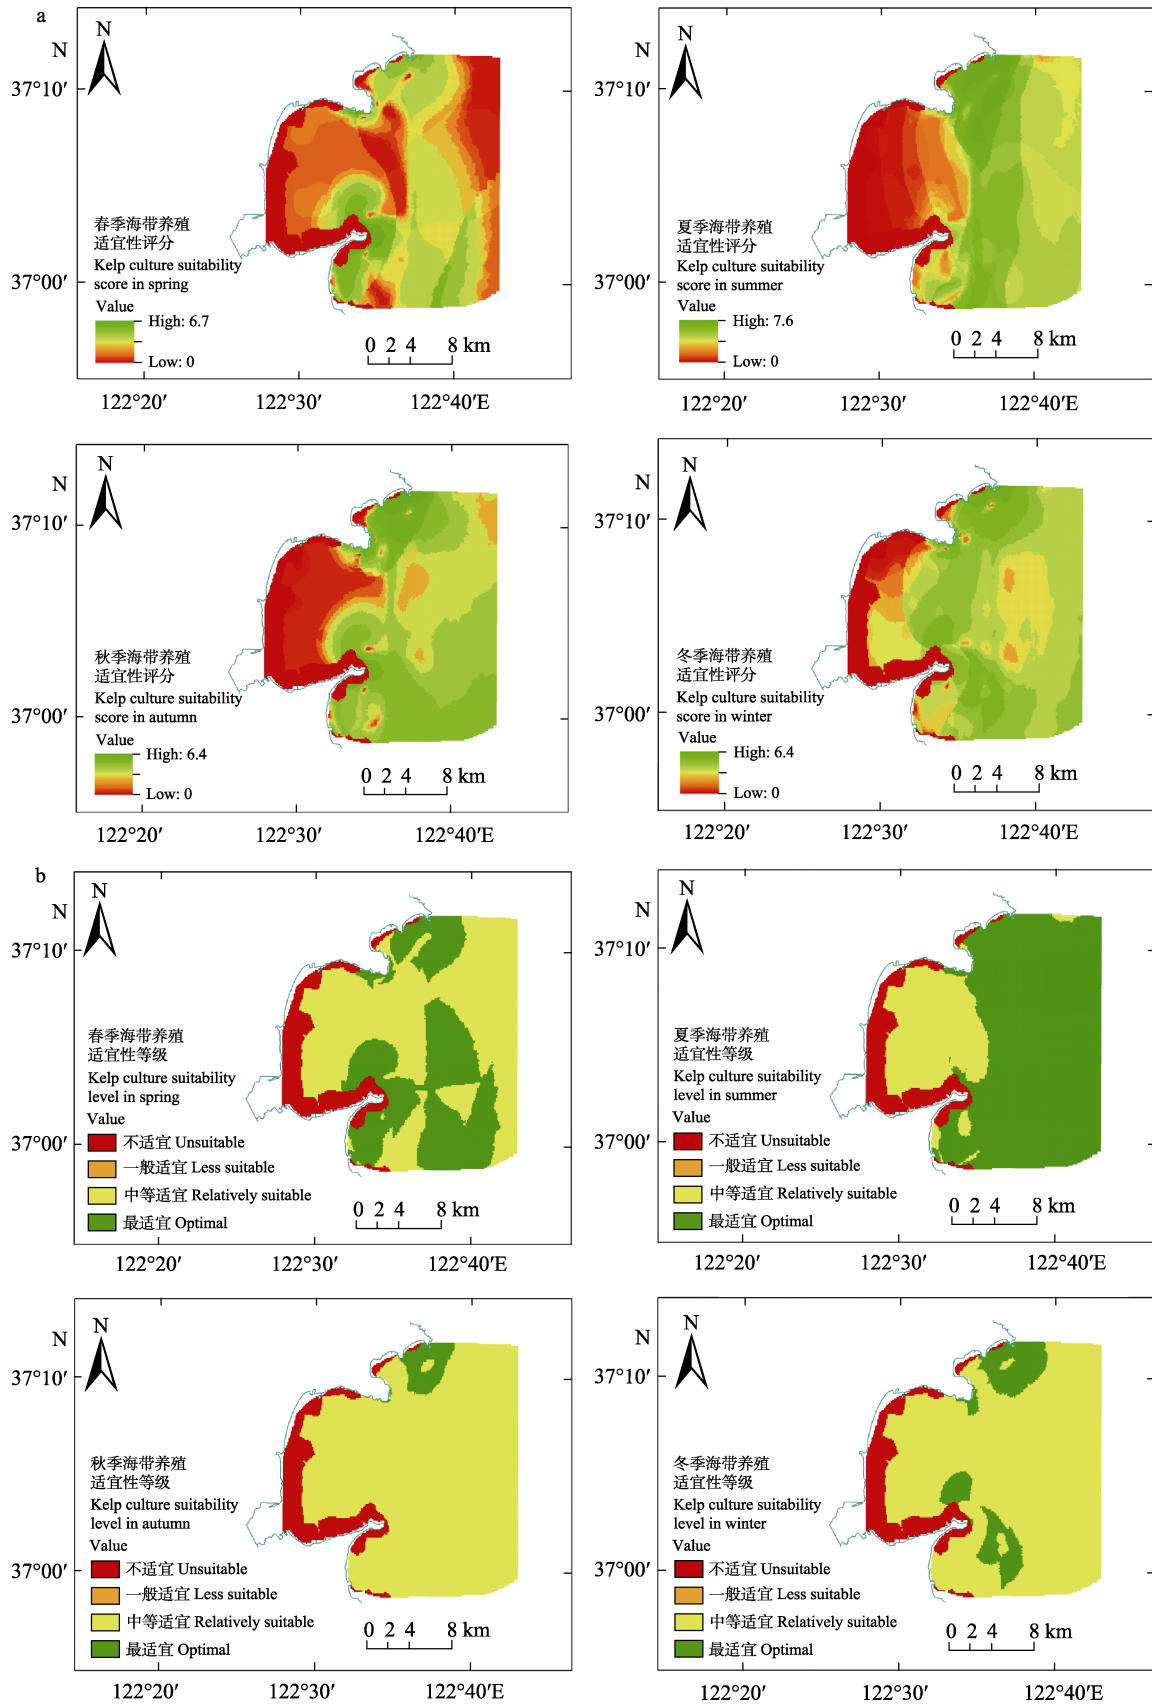 a
N
N
37°10′
37°00′
春季海带养殖
适宜性评分
Kelp culture suitability
score in spring
Value
High: 6.7
Low: 0
0 2 4 8 km
122°20′ 122°30′ 122°40′E
N
N
37°10′
37°00′
夏季海带养殖
适宜性评分
Kelp culture suitability
score in summer
Value
High: 7.6
Low: 0
0 2 4 8 km
122°20′ 122°30′ 122°40′E
N
N
37°10′
37°00′
秋季海带养殖
适宜性评分
Kelp culture suitability
score in autumn
Value
High: 6.4
Low: 0
0 2 4 8 km
122°20′ 122°30′ 122°40′E
N
N
37°10′
37°00′
冬季海带养殖
适宜性评分
Kelp culture suitability
score in winter
Value
High: 6.4
Low: 0
0 2 4 8 km
122°20′ 122°30′ 122°40′E
b
N
N
37°10′
37°00′
春季海带养殖
适宜性等级
Kelp culture suitability
level in spring
Value
不适宜 Unsuitable
一般适宜 Less suitable
中等适宜 Relatively suitable
最适宜 Optimal
0 2 4 8 km
122°20′ 122°30′ 122°40′E
N
N
37°10′
37°00′
夏季海带养殖
适宜性等级
Kelp culture suitability
level in summer
Value
不适宜 Unsuitable
一般适宜 Less suitable
中等适宜 Relatively suitable
最适宜 Optimal
0 2 4 8 km
122°20′ 122°30′ 122°40′E
N
N
37°10′
37°00′
秋季海带养殖
适宜性等级
Kelp culture suitability
level in autumn
Value
不适宜 Unsuitable
一般适宜 Less suitable
中等适宜 Relatively suitable
最适宜 Optimal
0 2 4 8 km
122°20′ 122°30′ 122°40′E
N
N
37°10′
37°00′
冬季海带养殖
适宜性等级
Kelp culture suitability
level in winter
Value
不适宜 Unsuitable
一般适宜 Less suitable
中等适宜 Relatively suitable
最适宜 Optimal
0 2 4 8 km
122°20′ 122°30′ 122°40′E